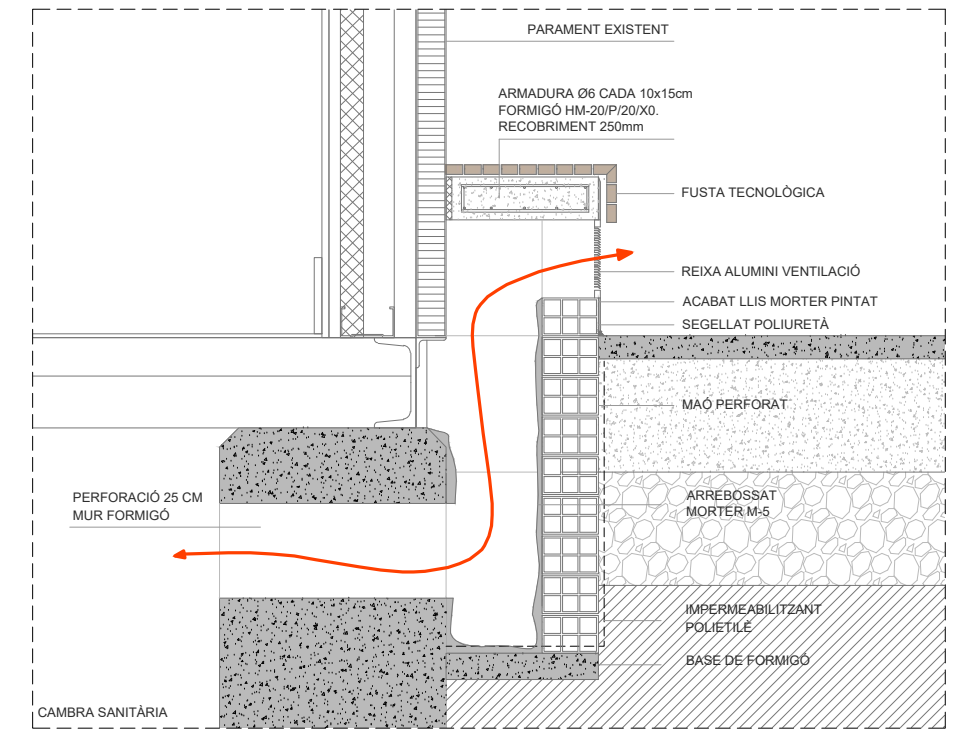 PARAMENT EXISTENT
ARMADURA Ø6 CADA 10x15cm
FORMIGÓ HM-20/P/20/X0.
RECOBRIMENT 250mm
FUSTA TECNOLÒGICA
REIXA ALUMINI VENTILACIÓ
ACABAT LLIS MORTER PINTAT
SEGELLAT POLIURETÀ
MAÓ PERFORAT
PERFORACIÓ 25 CM
MUR FORMIGÓ
ARREBOSSAT
MORTER M-5
IMPERMEABILITZANT
POLIETILÈ
BASE DE FORMIGÓ
CAMBRA SANITÀRIA